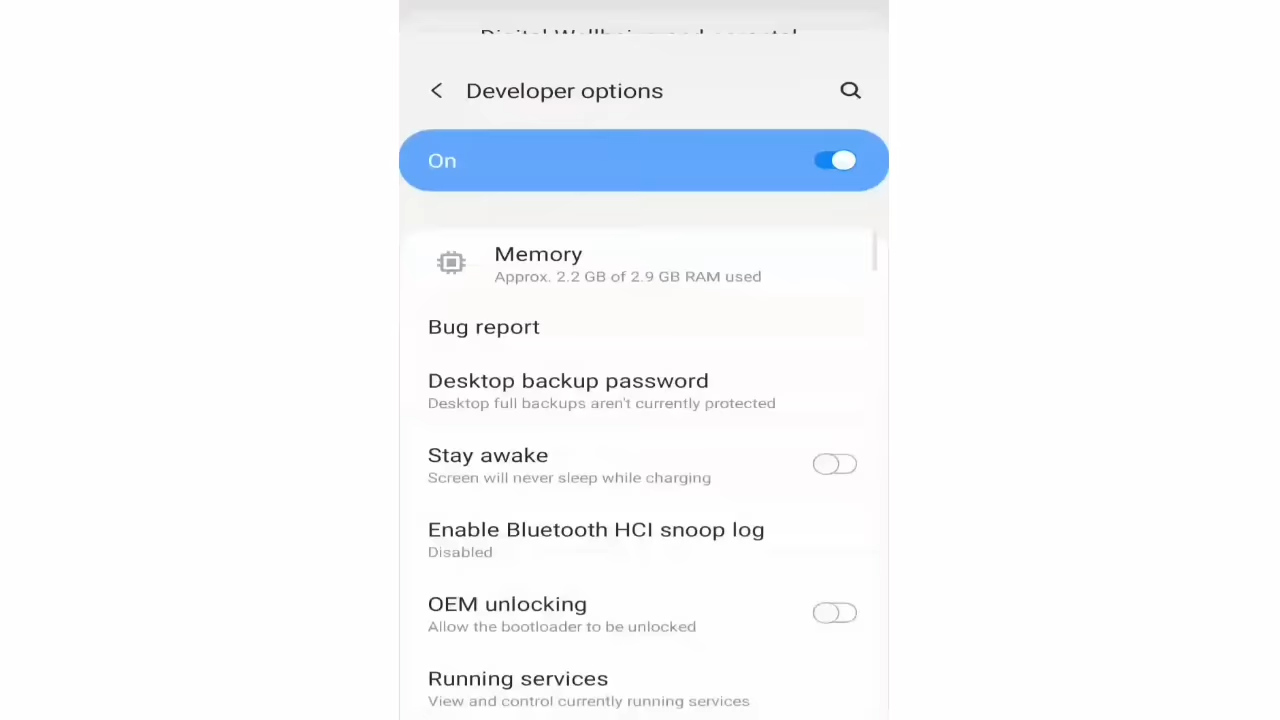 Digital Wellbeing and parental
Developer options
On
Memory
Approx. 2.2 GB of 2.9 GB RAM used
Bug report
Desktop backup password
Desktop full backups aren't currently protected
Stay awake
Screen will never sleep while charging
Enable Bluetooth HCI snoop log
Disabled
OEM unlocking
Allow the bootloader to be unlocked
Running services
View and control currently running services